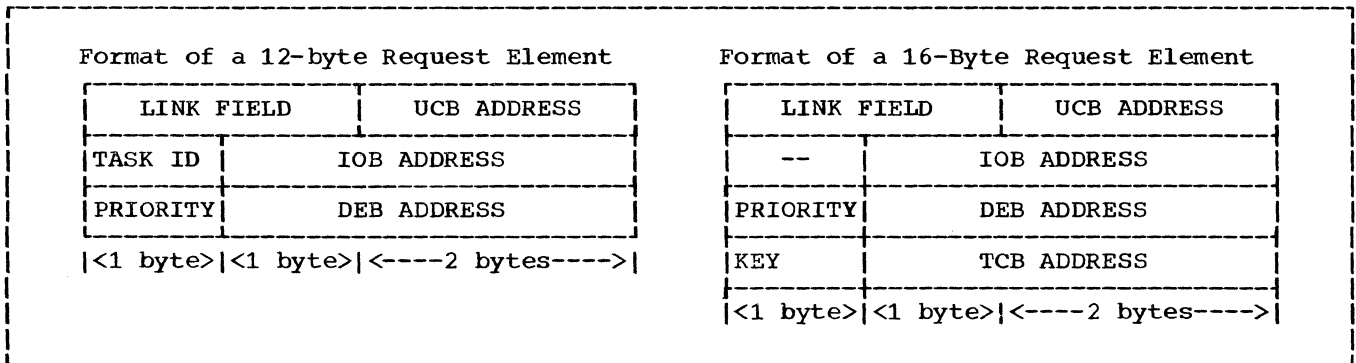 Format of a 12-byte Request Element
LINK FIELD UCB ADDRESS
TASK ID IOB ADDRESS
PRIORITY DEB ADDRESS
|<1 byte>|<1 byte>|<----2 bytes---->|
Format of a 16-Byte Request Element
LINK FIELD UCB ADDRESS
-- IOB ADDRESS
PRIORITY DEB ADDRESS
KEY TCB ADDRESS
|<1 byte>|<1 byte>|<----2 bytes---->|